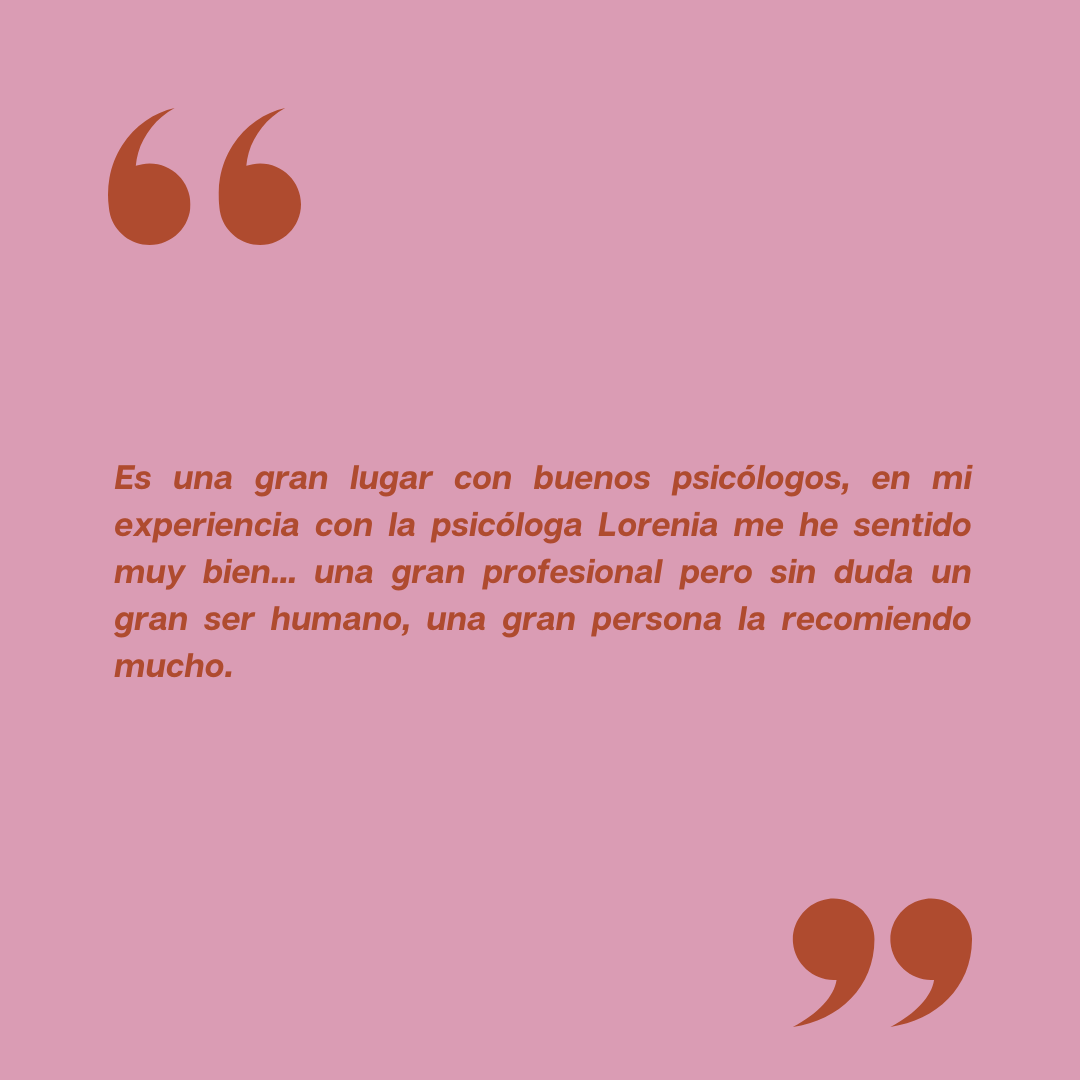 Es una gran lugar con buenos psicólogos, en mi
experiencia con la psicóloga Lorenia me he sentido
muy bien... una gran profesional pero sin duda un
gran ser humano, una gran persona la recomiendo
mucho.